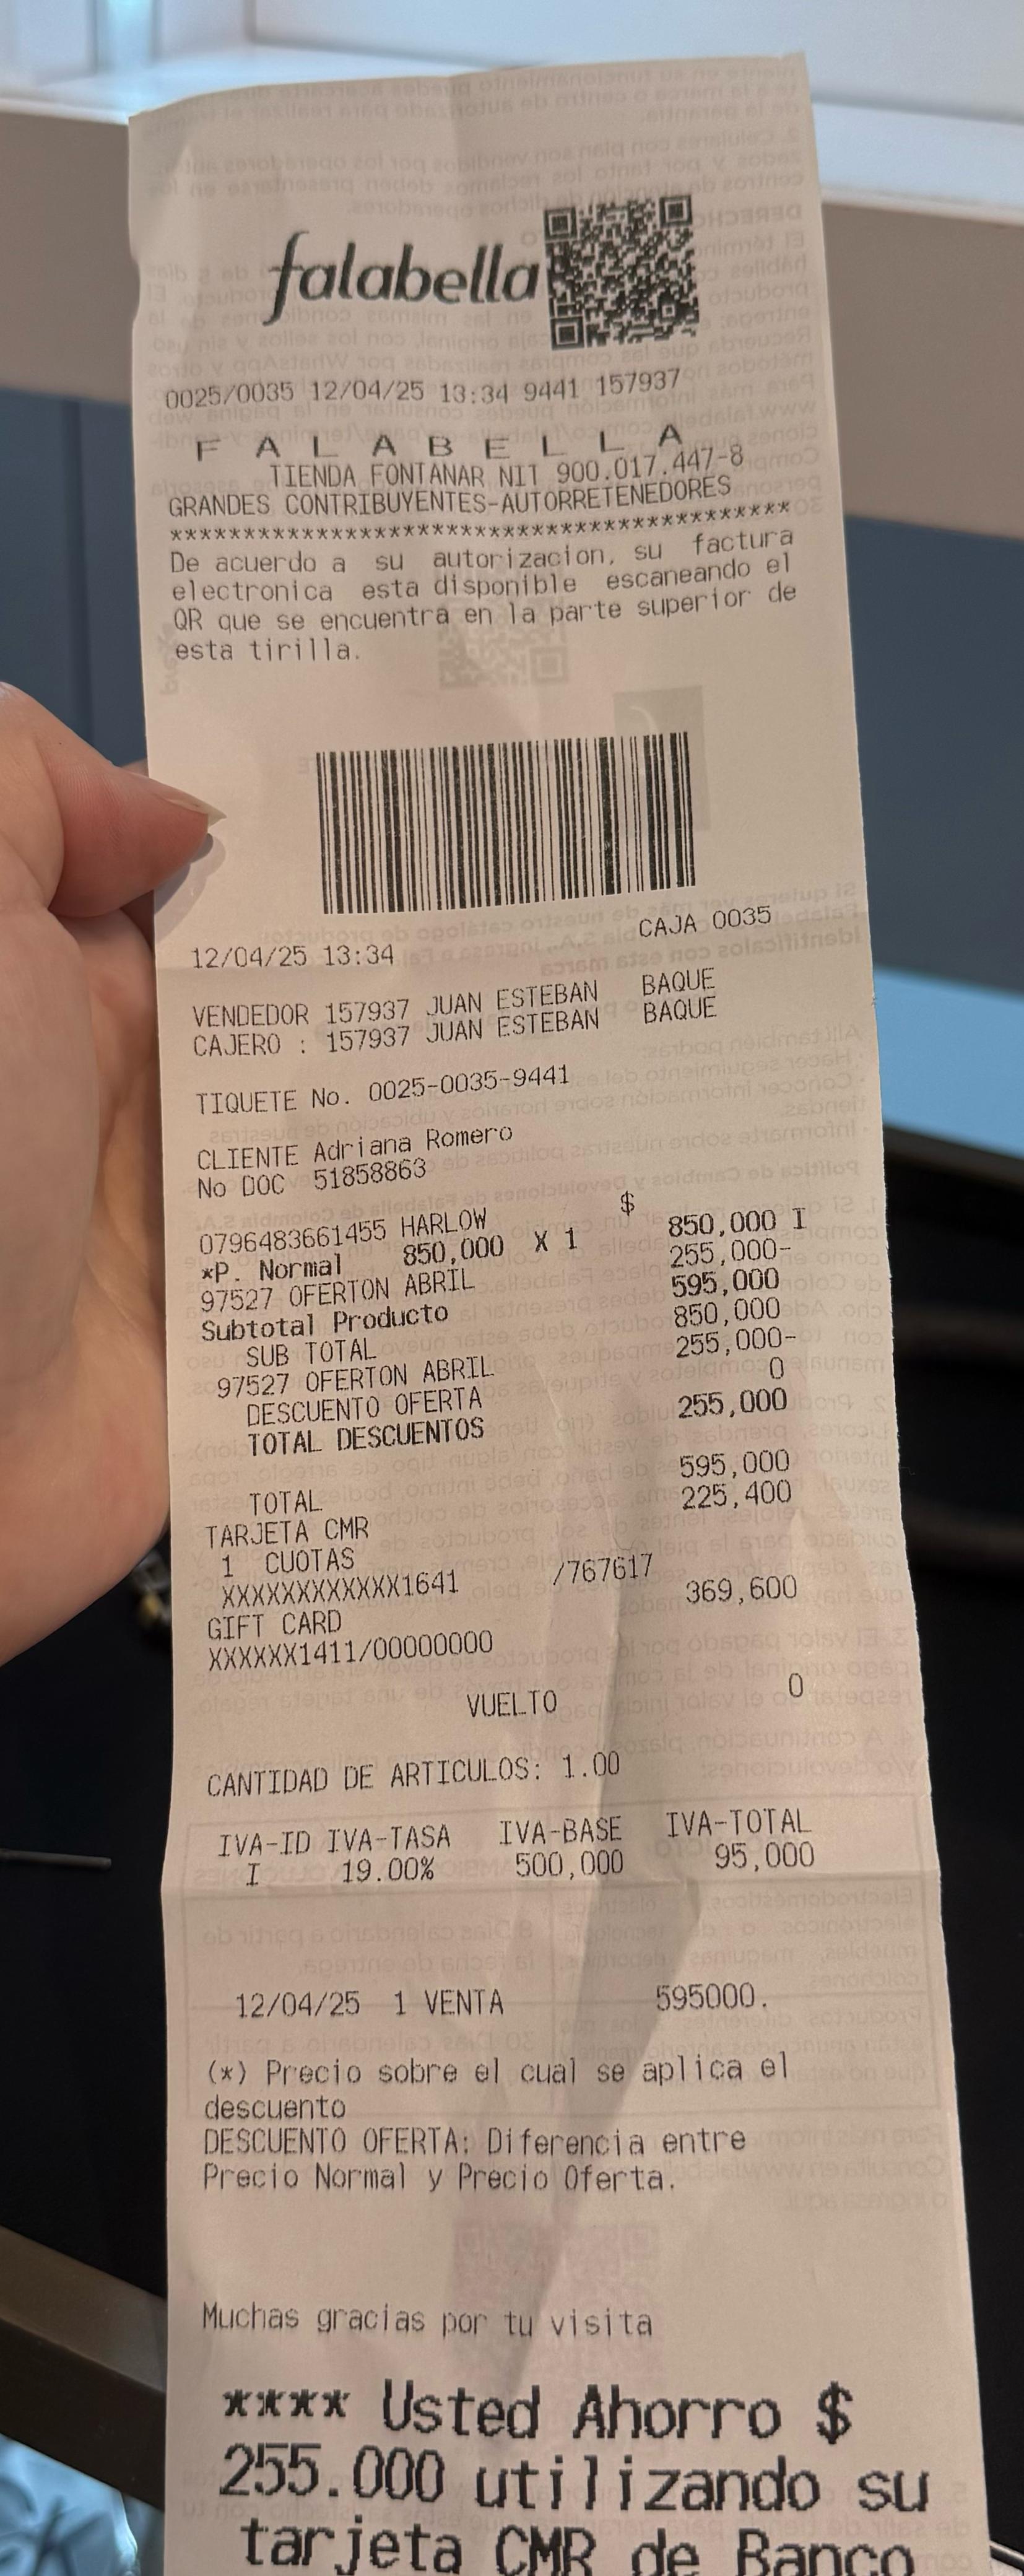 falabella
0025/0035 12/04/25 13:34 9441 157937
F A L A B E L L A
TIENDA FONTANAR NIT 900.017.447-8
GRANDES CONTRIBUYENTES-AUTORRETENEDORES
****************************************
De acuerdo a su autorizacion, su factura
electronica esta disponible escaneando el
QR que se encuentra en la parte superior de
esta tirilla.
12/04/25 13:34 CAJA 0035
VENDEDOR 157937 JUAN ESTEBAN BAQUE
CAJERO : 157937 JUAN ESTEBAN BAQUE
TIQUETE No. 0025-0035-9441
CLIENTE Adriana Romero
No DOC 51858863
$
0796483661455 HARLOW 850,000 I
*P. Normal 850,000 X 1
97527 OFERTON ABRIL 255,000-
Subtotal Producto 595,000
SUB TOTAL 850,000
97527 OFERTON ABRIL 255,000-
DESCUENTO OFERTA 0
TOTAL DESCUENTOS 255,000
TOTAL 595,000
TARJETA CMR 225,400
1 CUOTAS
XXXXXXXXXXXX1641 /767617
GIFT CARD 369,600
XXXXXX1411/00000000
VUELTO 0
CANTIDAD DE ARTICULOS: 1.00
IVA-ID IVA-TASA IVA-BASE IVA-TOTAL
I 19.00% 500,000 95,000
12/04/25 1 VENTA 595000.
(*) Precio sobre el cual se aplica el
descuento
DESCUENTO OFERTA: Diferencia entre
Precio Normal y Precio Oferta.
Muchas gracias por tu visita
**** Usted Ahorro $
255.000 utilizando su
tarjeta CMR de Banco